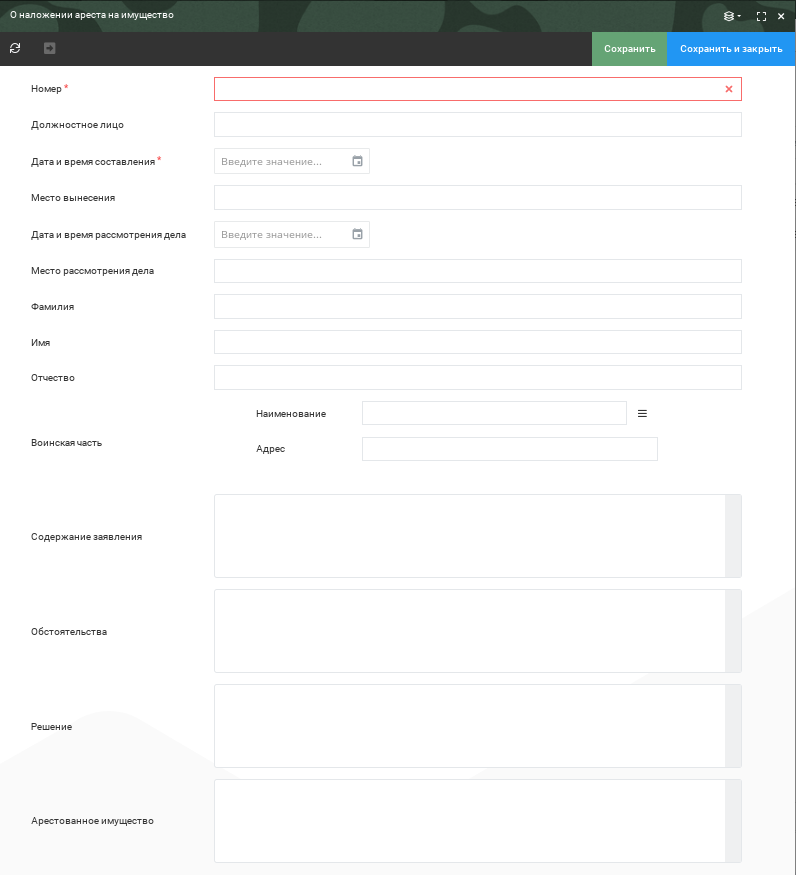 О наложении ареста на имущество
Сохранить
Сохранить и закрыть
Номер *
Должностное лицо
Дата и время составления *
Введите значение...
Место вынесения
Дата и время рассмотрения дела
Введите значение...
Место рассмотрения дела
Фамилия
Имя
Отчество
Воинская часть
Наименование
Адрес
Содержание заявления
Обстоятельства
Решение
Арестованное имущество